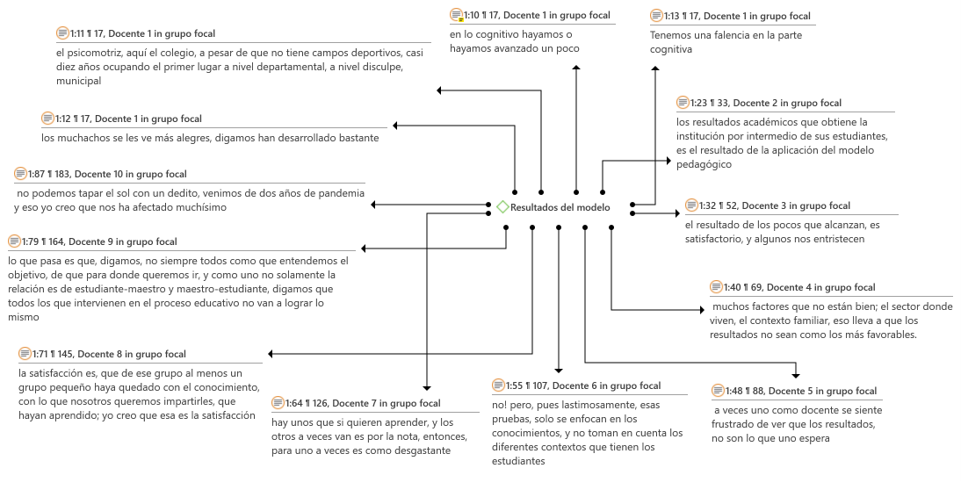 1:10 ¶ 17, Docente 1 in grupo focal
en lo cognitivo hayamos o
hayamos avanzado un poco
1:13 ¶ 17, Docente 1 in grupo focal
Tenemos una falencia en la parte
cognitiva
1:11 ¶ 17, Docente 1 in grupo focal
el psicomotriz, aquí el colegio, a pesar de que no tiene campos deportivos, casi
diez años ocupando el primer lugar a nivel departamental, a nivel disculpe,
municipal
1:23 ¶ 33, Docente 2 in grupo focal
los resultados académicos que obtiene la
institución por intermedio de sus estudiantes,
es el resultado de la aplicación del modelo
pedagógico
1:12 ¶ 17, Docente 1 in grupo focal
los muchachos se les ve más alegres, digamos han desarrollado bastante
1:87 ¶ 183, Docente 10 in grupo focal
no podemos tapar el sol con un dedito, venimos de dos años de pandemia
y eso yo creo que nos ha afectado muchísimo
Resultados del modelo
1:32 ¶ 52, Docente 3 in grupo focal
el resultado de los pocos que alcanzan, es
satisfactorio, y algunos nos entristecen
1:79 ¶ 164, Docente 9 in grupo focal
lo que pasa es que, digamos, no siempre todos como que entendemos el
objetivo, de que para donde queremos ir, y como uno no solamente la
relación es de estudiante-maestro y maestro-estudiante, digamos que
todos los que intervienen en el proceso educativo no van a lograr lo
mismo
1:40 ¶ 69, Docente 4 in grupo focal
muchos factores que no están bien; el sector donde
viven, el contexto familiar, eso lleva a que los
resultados no sean como los más favorables.
1:71 ¶ 145, Docente 8 in grupo focal
la satisfacción es, que de ese grupo al menos un
grupo pequeño haya quedado con el conocimiento,
con lo que nosotros queremos impartirles, que
hayan aprendido; yo creo que esa es la satisfacción
1:64 ¶ 126, Docente 7 in grupo focal
hay unos que si quieren aprender, y los
otros a veces van es por la nota, entonces,
para uno a veces es como desgastante
1:55 ¶ 107, Docente 6 in grupo focal
no! pero, pues lastimosamente, esas
pruebas, solo se enfocan en los
conocimientos, y no toman en cuenta los
diferentes contextos que tienen los
estudiantes
1:48 ¶ 88, Docente 5 in grupo focal
a veces uno como docente se siente
frustrado de ver que los resultados,
no son lo que uno espera